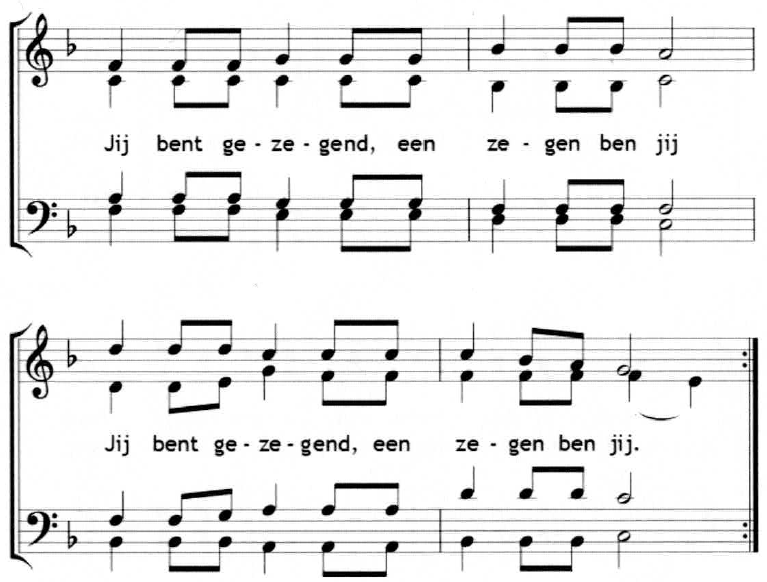 Jij bent ge - ze - gend, een ze - gen ben jij
Jij bent ge - ze - gend, een ze - gen ben jij.